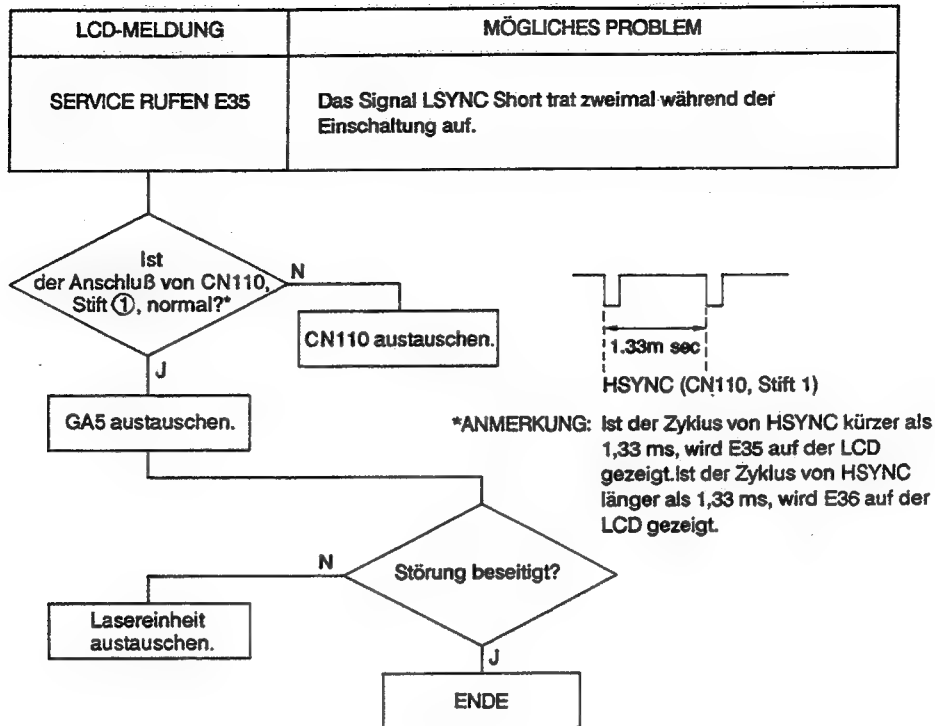 LCD-MELDUNG
MÖGLICHES PROBLEM
SERVICE RUFEN E35
Das Signal LSYNC Short trat zweimal während der
Einschaltung auf.
Ist
der Anschluß von CN110,
Stift ①, normal?*
N
CN110 austauschen.
J
GA5 austauschen.
1.33m sec
HSYNC (CN110, Stift 1)
*ANMERKUNG: Ist der Zyklus von HSYNC kürzer als
1,33 ms, wird E35 auf der LCD
gezeigt.Ist der Zyklus von HSYNC
länger als 1,33 ms, wird E36 auf der
LCD gezeigt.
Störung beseitigt?
N
Lasereinheit
austauschen.
J
ENDE